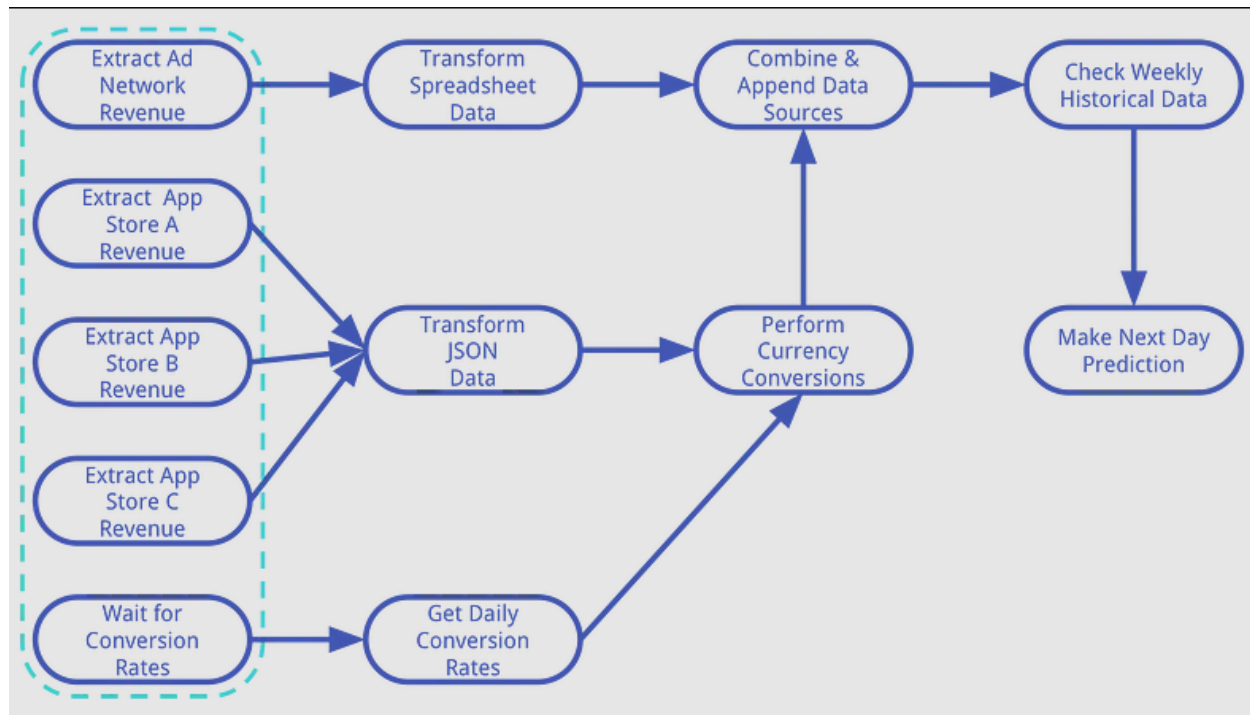 Extract Ad
Network
Revenue
Transform
Spreadsheet
Data
Combine &
Append Data
Sources
Check Weekly
Historical Data
Extract App
Store A
Revenue
Extract App
Store B
Revenue
Transform
JSON
Data
Perform
Currency
Conversions
Make Next Day
Prediction
Extract App
Store C
Revenue
Wait for
Conversion
Rates
Get Daily
Conversion
Rates